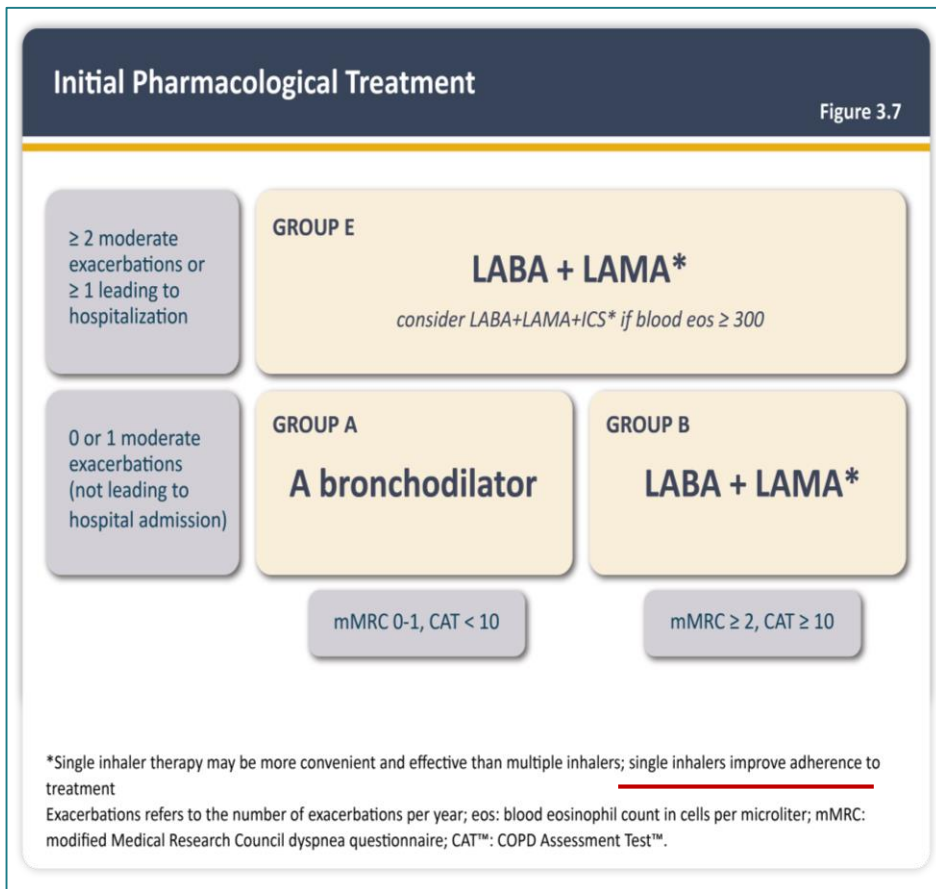 Initial Pharmacological Treatment
Figure 3.7
≥ 2 moderate
exacerbations or
≥ 1 leading to
hospitalization
GROUP E
LABA + LAMA*
consider LABA+LAMA+ICS* if blood eos ≥ 300
0 or 1 moderate
exacerbations
(not leading to
hospital admission)
GROUP A
A bronchodilator
GROUP B
LABA + LAMA*
mMRC 0-1, CAT < 10
mMRC ≥ 2, CAT ≥ 10
*Single inhaler therapy may be more convenient and effective than multiple inhalers; single inhalers improve adherence to
treatment
Exacerbations refers to the number of exacerbations per year; eos: blood eosinophil count in cells per microliter; mMRC:
modified Medical Research Council dyspnea questionnaire; CAT™: COPD Assessment Test™.